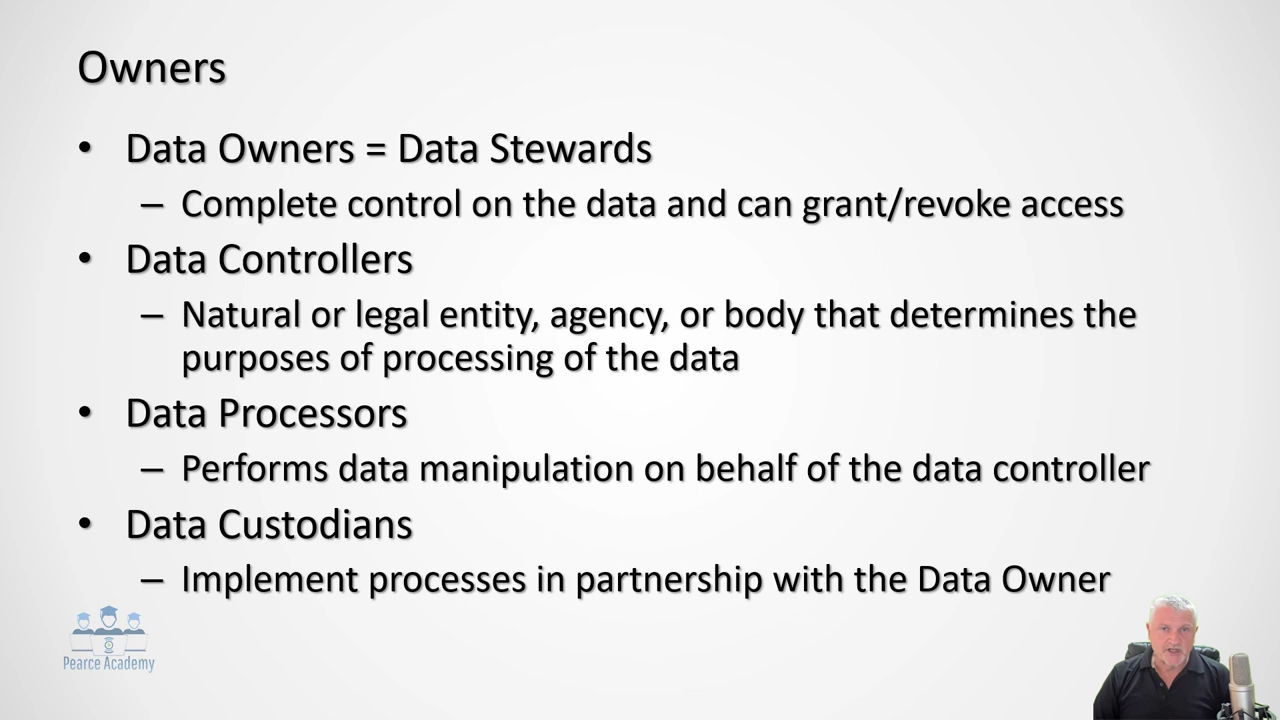 Owners
• Data Owners = Data Stewards
– Complete control on the data and can grant/revoke access
• Data Controllers
– Natural or legal entity, agency, or body that determines the
purposes of processing of the data
• Data Processors
– Performs data manipulation on behalf of the data controller
• Data Custodians
– Implement processes in partnership with the Data Owner
Pearce Academy